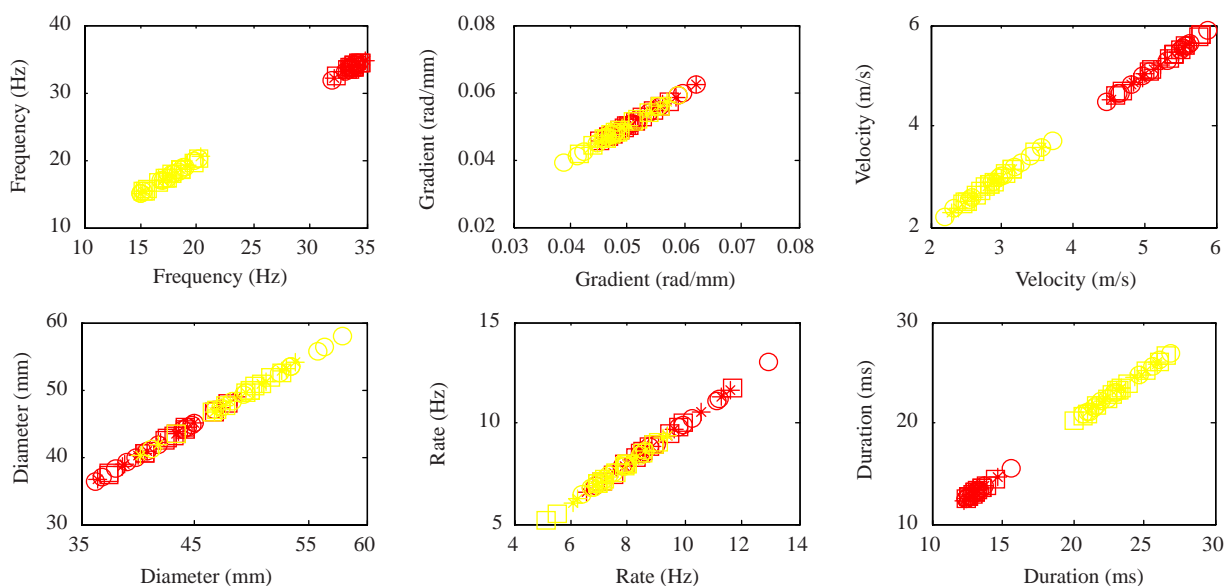 Frequency (Hz)
40
30
20
10
10 15 20 25 30 35
Frequency (Hz)
Gradient (rad/mm)
0.08
0.06
0.04
0.02
0.03 0.04 0.05 0.06 0.07 0.08
Gradient (rad/mm)
Velocity (m/s)
6
4
2
2 3 4 5 6
Velocity (m/s)
Diameter (mm)
60
50
40
30
35 45 55 60
Diameter (mm)
Rate (Hz)
15
10
5
4 6 8 10 12 14
Rate (Hz)
Duration (ms)
30
20
10
10 15 20 25 30
Duration (ms)